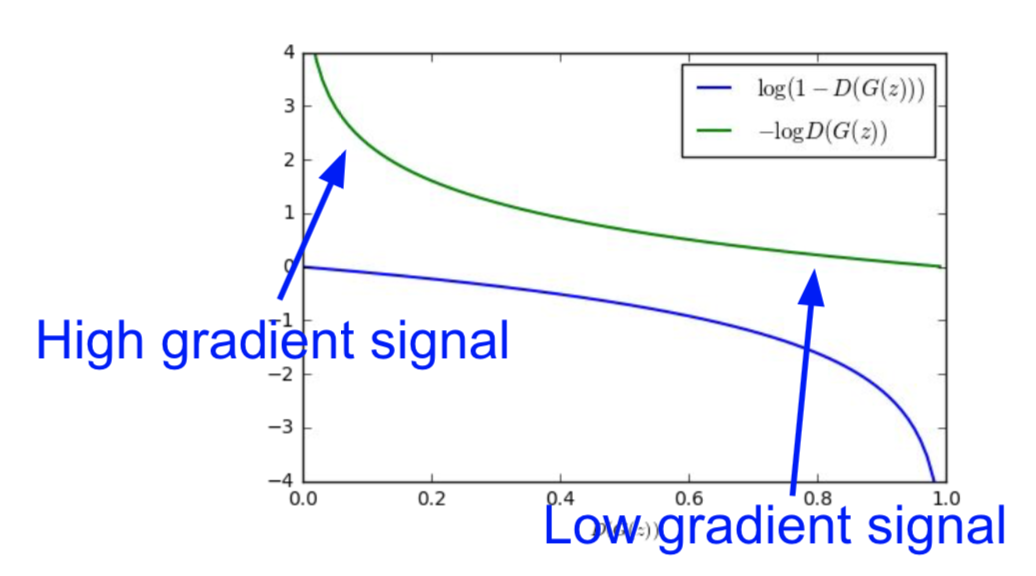 4
3
2
1
0
−1
−2
−3
−4
log(1 − D(G(z)))
−logD(G(z))
High gradient signal
0.0 0.2 0.4 0.6 0.8 1.0
D(G(z))
Low gradient signal